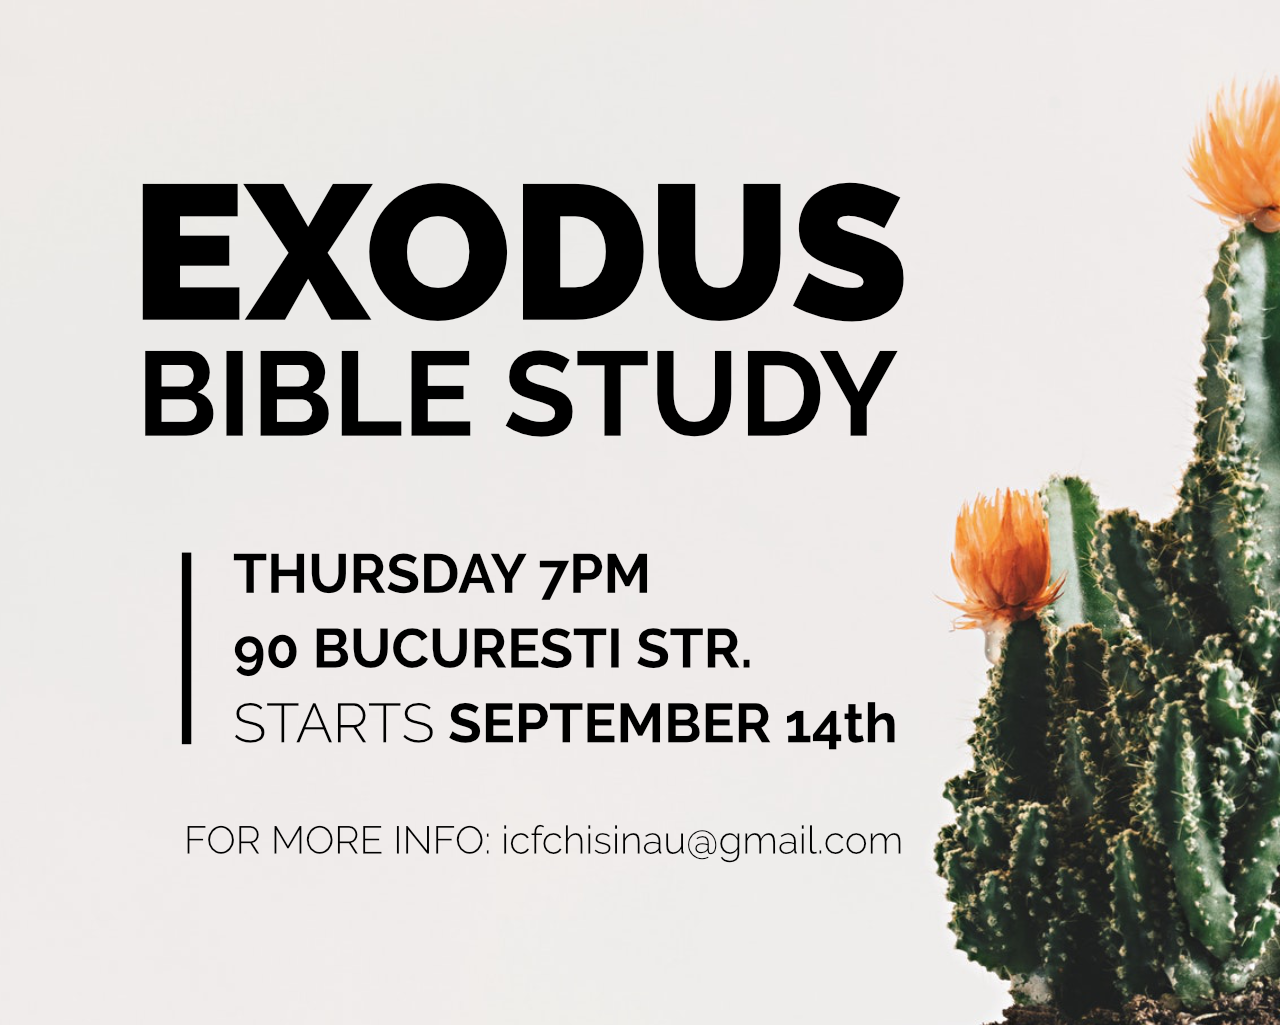 EXODUS
BIBLE STUDY
THURSDAY 7PM
90 BUCURESTI STR.
STARTS SEPTEMBER 14th
FOR MORE INFO: icfchisinau@gmail.com